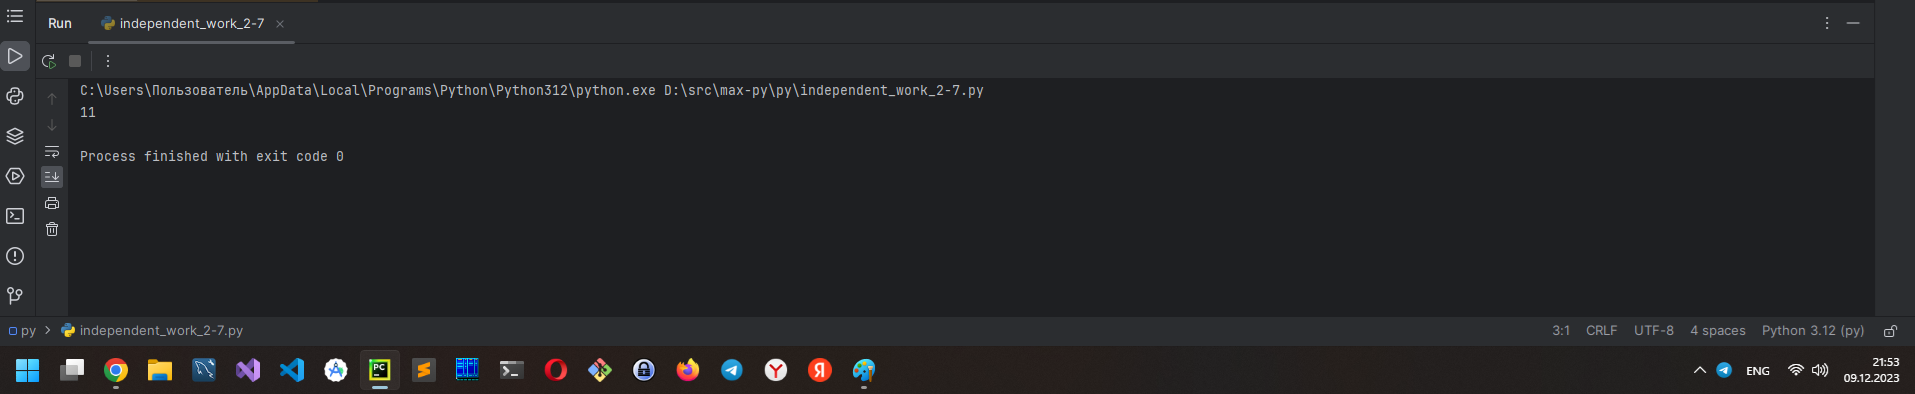 Run independent_work_2-7
C:\Users\Пользователь\AppData\Local\Programs\Python\Python312\python.exe D:\src\max-py\py\independent_work_2-7.py
11
Process finished with exit code 0
py > independent_work_2-7.py 3:1 CRLF UTF-8 4 spaces Python 3.12 (py)
PC
ENG 21:53
09.12.2023